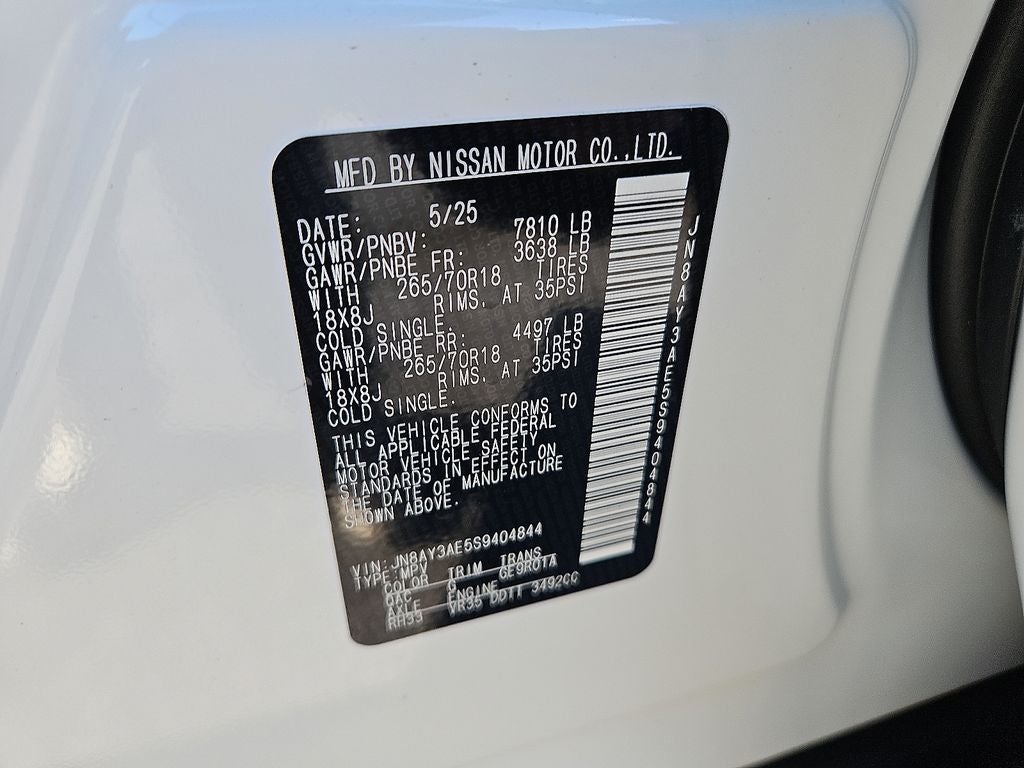 MFD BY NISSAN MOTOR CO.,LTD.
DATE: 5/25
GVWR/PNBV: 7810 LB
GAWR/PNBE FR: 3638 LB
WITH 265/70R18 TIRES
18X8J RIMS, AT 35PSI
COLD SINGLE.
GAWR/PNBE RR: 4497 LB
WITH 265/70R18 TIRES
18X8J RIMS, AT 35PSI
COLD SINGLE.
THIS VEHICLE CONFORMS TO
ALL APPLICABLE FEDERAL
MOTOR VEHICLE SAFETY
STANDARDS IN EFFECT ON
THE DATE OF MANUFACTURE
SHOWN ABOVE.
VIN:JN8AY3AE5S9404844
TYPE:MPV
COLOR TRIM TRANS
QXC G GE9R01A
AXLE ENGINE
RH33 VR35 DDTT 3492CC
JN8AY3AE5S9404844